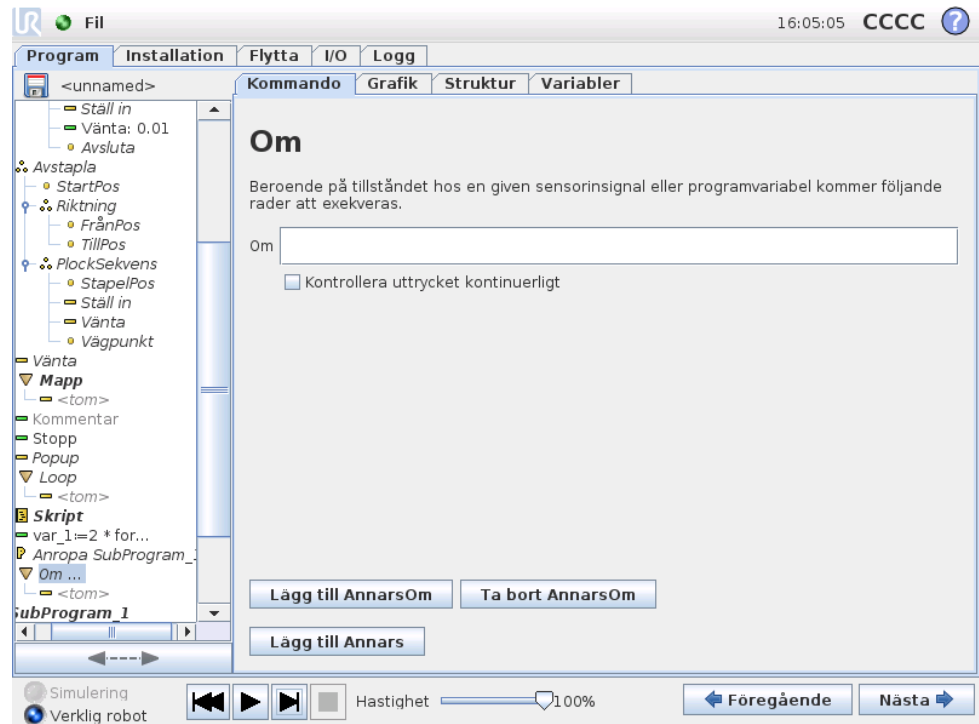 UR Fil 16:05:05 CCCC ?
Program Installation Flytta I/O Logg
<unnamed>
Kommando Grafik Struktur Variabler
Ställ in
Vänta: 0.01
Avsluta
Avstapla
StartPos
Riktning
FrånPos
TillPos
PlockSekvens
StapelPos
Ställ in
Vänta
Vägpunkt
Vänta
Mapp
<tom>
Kommentar
Stopp
Popup
Loop
<tom>
Skript
var_1:=2 * for...
P Anropa SubProgram_1
Om ...
<tom>
SubProgram_1
Om
Beroende på tillståndet hos en given sensorinsignal eller programvariabel kommer följande
rader att exekveras.
Om
Kontrollera uttrycket kontinuerligt
Lägg till AnnarsOm Ta bort AnnarsOm
Lägg till Annars
Simulering
Verklig robot
Hastighet 100%
Föregående Nästa